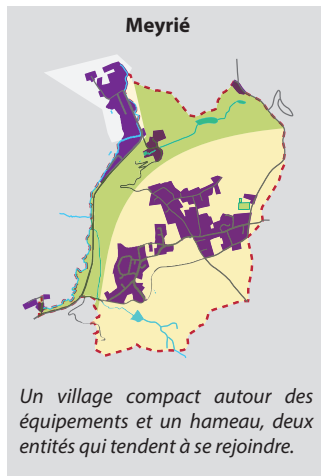 Meyrié
Un village compact autour des
équipements et un hameau, deux
entités qui tendent à se rejoindre.